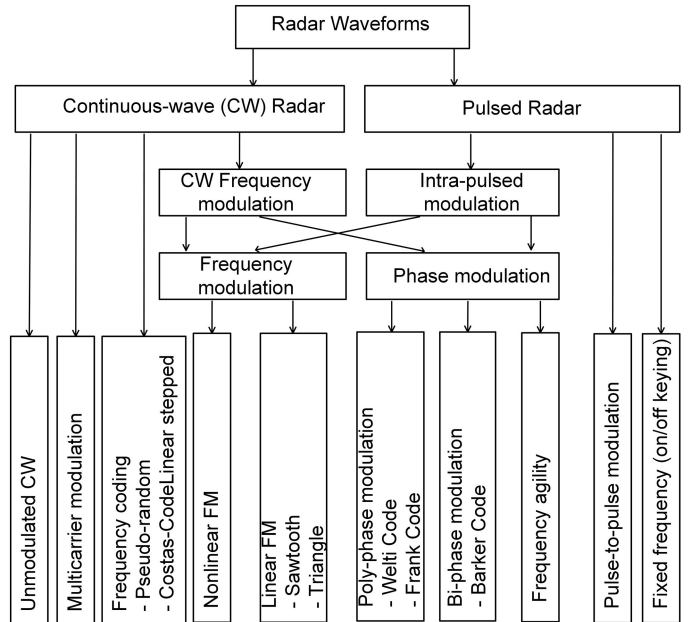 Radar Waveforms
Continuous-wave (CW) Radar
Pulsed Radar
CW Frequency
modulation
Intra-pulsed
modulation
Frequency
modulation
Phase modulation
Unmodulated CW
Multicarrier modulation
Frequency coding
- Pseudo-random
- Costas-CodeLinear stepped
Nonlinear FM
Linear FM
- Sawtooth
- Triangle
Poly-phase modulation
- Welti Code
- Frank Code
Bi-phase modulation
- Barker Code
Frequency agility
Pulse-to-pulse modulation
Fixed frequency (on/off keying)